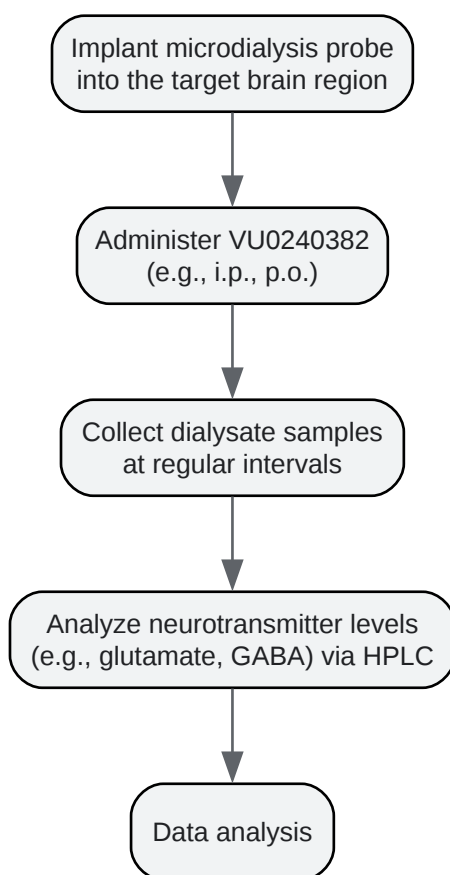 Implant microdialysis probe
into the target brain region
Administer VU0240382
(e.g., i.p., p.o.)
Collect dialysate samples
at regular intervals
Analyze neurotransmitter levels
(e.g., glutamate, GABA) via HPLC
Data analysis